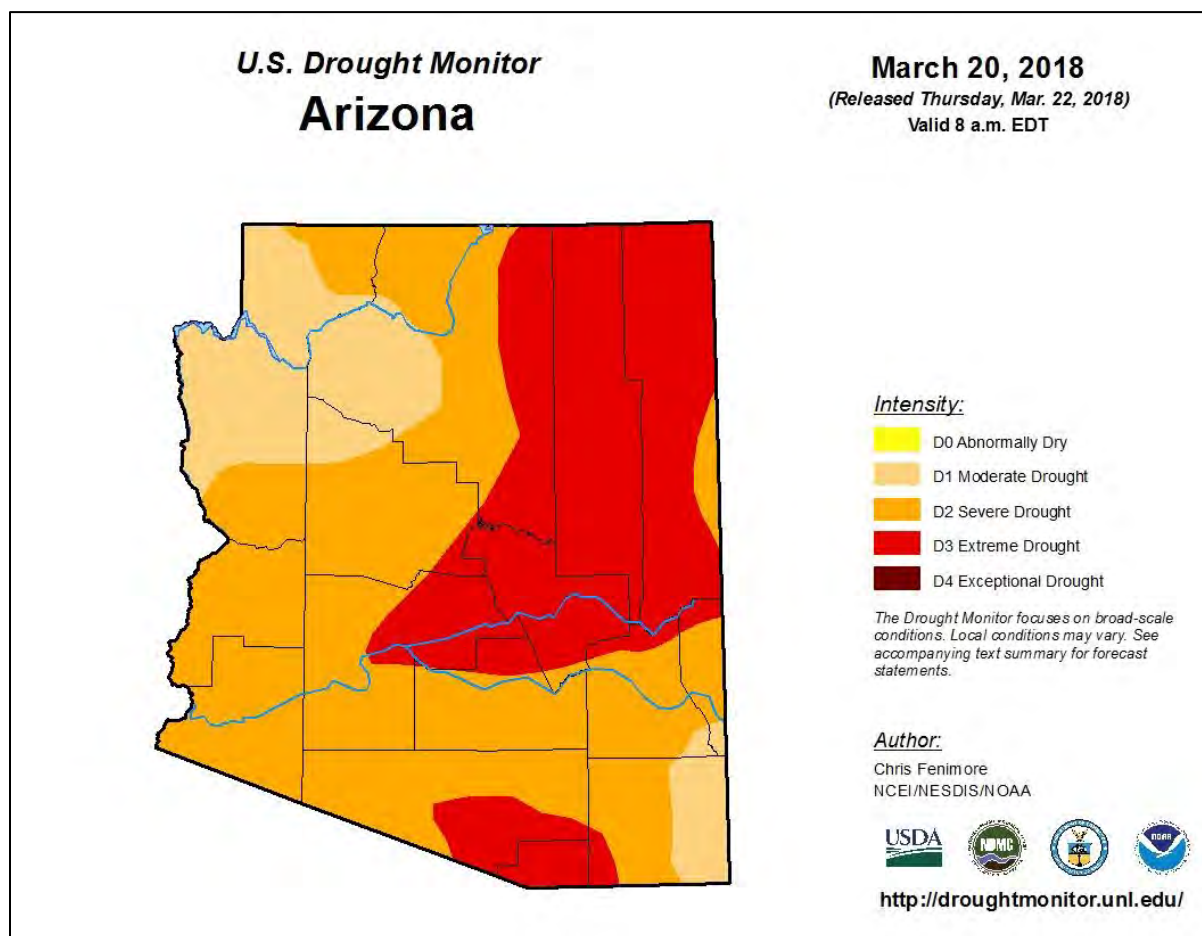 U.S. Drought Monitor
Arizona
March 20, 2018
(Released Thursday, Mar. 22, 2018)
Valid 8 a.m. EDT
Intensity:
D0 Abnormally Dry
D1 Moderate Drought
D2 Severe Drought
D3 Extreme Drought
D4 Exceptional Drought
The Drought Monitor focuses on broad-scale
conditions. Local conditions may vary. See
accompanying text summary for forecast
statements.
Author:
Chris Fenimore
NCEI/NESDIS/NOAA
USDA
NDMC
NOAA
http://droughtmonitor.unl.edu/